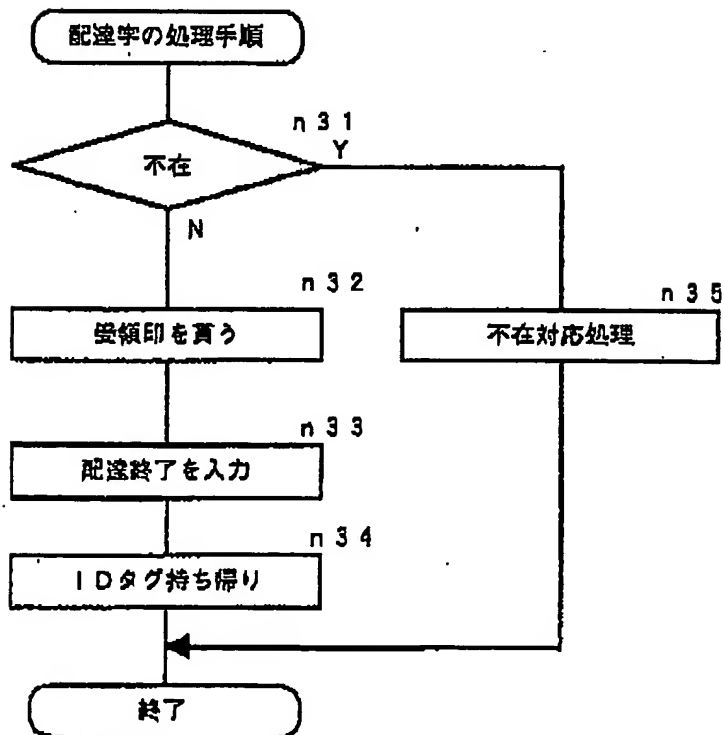 配達字の処理手順
n31
不在
Y
N
n32
受領印を貰う
n35
不在対応処理
n33
配達終了を入力
n34
IDタグ持ち帰り
終了